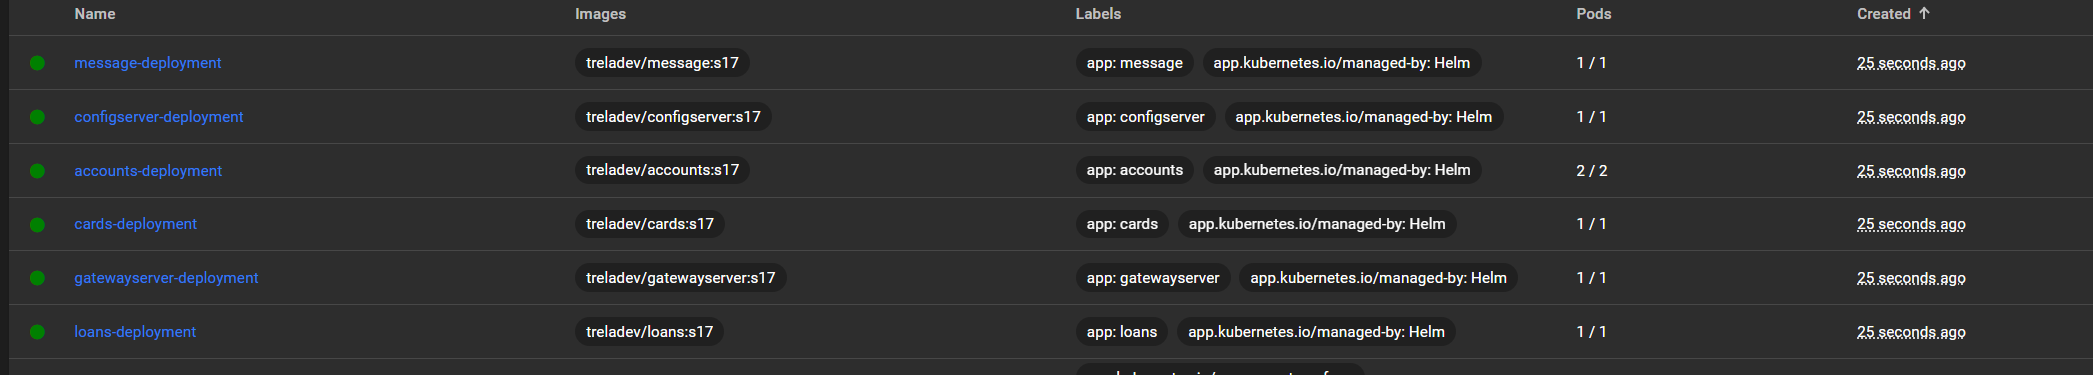 Name Images Labels Pods Created ↑
message-deployment treladev/message:s17 app: message app.kubernetes.io/managed-by: Helm 1 / 1 25 seconds ago
configserver-deployment treladev/configserver:s17 app: configserver app.kubernetes.io/managed-by: Helm 1 / 1 25 seconds ago
accounts-deployment treladev/accounts:s17 app: accounts app.kubernetes.io/managed-by: Helm 2 / 2 25 seconds ago
cards-deployment treladev/cards:s17 app: cards app.kubernetes.io/managed-by: Helm 1 / 1 25 seconds ago
gatewayserver-deployment treladev/gatewayserver:s17 app: gatewayserver app.kubernetes.io/managed-by: Helm 1 / 1 25 seconds ago
loans-deployment treladev/loans:s17 app: loans app.kubernetes.io/managed-by: Helm 1 / 1 25 seconds ago